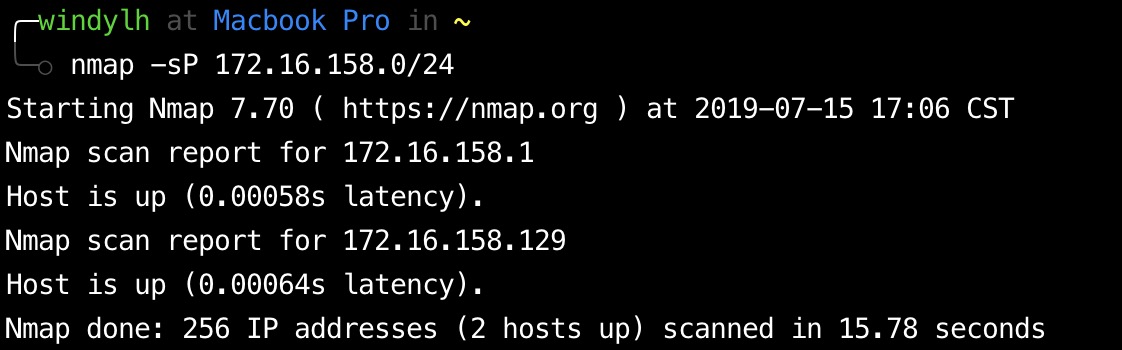 windylh at Macbook Pro in ~
nmap -sP 172.16.158.0/24
Starting Nmap 7.70 ( https://nmap.org ) at 2019-07-15 17:06 CST
Nmap scan report for 172.16.158.1
Host is up (0.00058s latency).
Nmap scan report for 172.16.158.129
Host is up (0.00064s latency).
Nmap done: 256 IP addresses (2 hosts up) scanned in 15.78 seconds